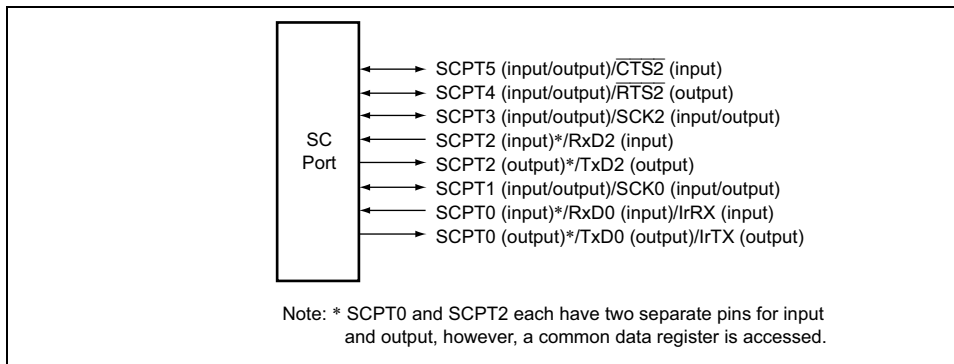 SC
Port
SCPT5 (input/output)/C̅T̅S̅2̅ (input)
SCPT4 (input/output)/R̅T̅S̅2̅ (output)
SCPT3 (input/output)/SCK2 (input/output)
SCPT2 (input)*/RxD2 (input)
SCPT2 (output)*/TxD2 (output)
SCPT1 (input/output)/SCK0 (input/output)
SCPT0 (input)*/RxD0 (input)/IrRX (input)
SCPT0 (output)*/TxD0 (output)/IrTX (output)
Note: * SCPT0 and SCPT2 each have two separate pins for input
and output, however, a common data register is accessed.